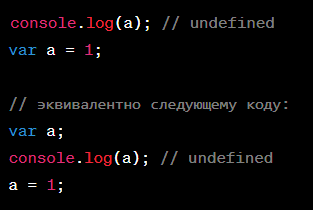 console.log(a); // undefined
var a = 1;
// эквивалентно следующему коду:
var a;
console.log(a); // undefined
a = 1;